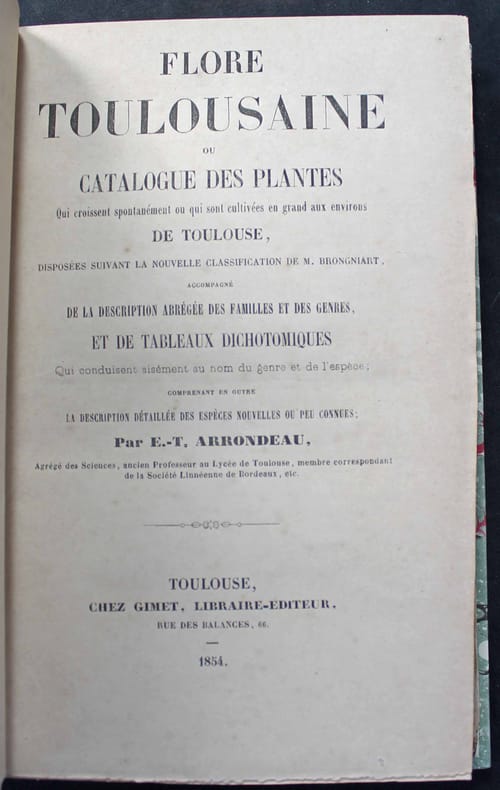 FLORE
TOULOUSAINE
OU
CATALOGUE DES PLANTES
Qui croissent spontanément ou qui sont cultivées en grand aux environs
DE TOULOUSE,
DISPOSÉES SUIVANT LA NOUVELLE CLASSIFICATION DE M. BRONGNIART,
ACCOMPAGNÉ
DE LA DESCRIPTION ABRÉGÉE DES FAMILLES ET DES GENRES,
ET DE TABLEAUX DICHOTOMIQUES
Qui conduisent aisément au nom du genre et de l'espèce;
COMPRENANT EN OUTRE
LA DESCRIPTION DÉTAILLÉE DES ESPÈCES NOUVELLES OU PEU CONNUES;
Par E.-T. ARRONDEAU,
Agrégé des Sciences, ancien Professeur au Lycée de Toulouse, membre correspondant
de la Société Linnéenne de Bordeaux, etc.
TOULOUSE,
CHEZ GIMET, LIBRAIRE-EDITEUR,
RUE DES BALANCES, 66.
1854.